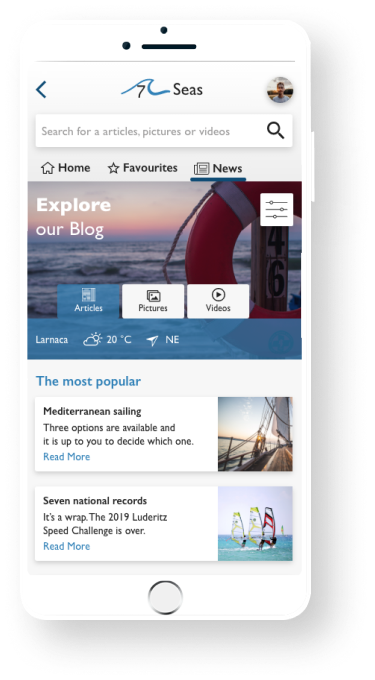 7 Seas
Search for a articles, pictures or videos
Home Favourites News
Explore
our Blog
46
Articles Pictures Videos
Larnaca 20 °C NE
The most popular
Mediterranean sailing
Three options are available and
it is up to you to decide which one.
Read More
Seven national records
It's a wrap. The 2019 Luderitz
Speed Challenge is over.
Read More